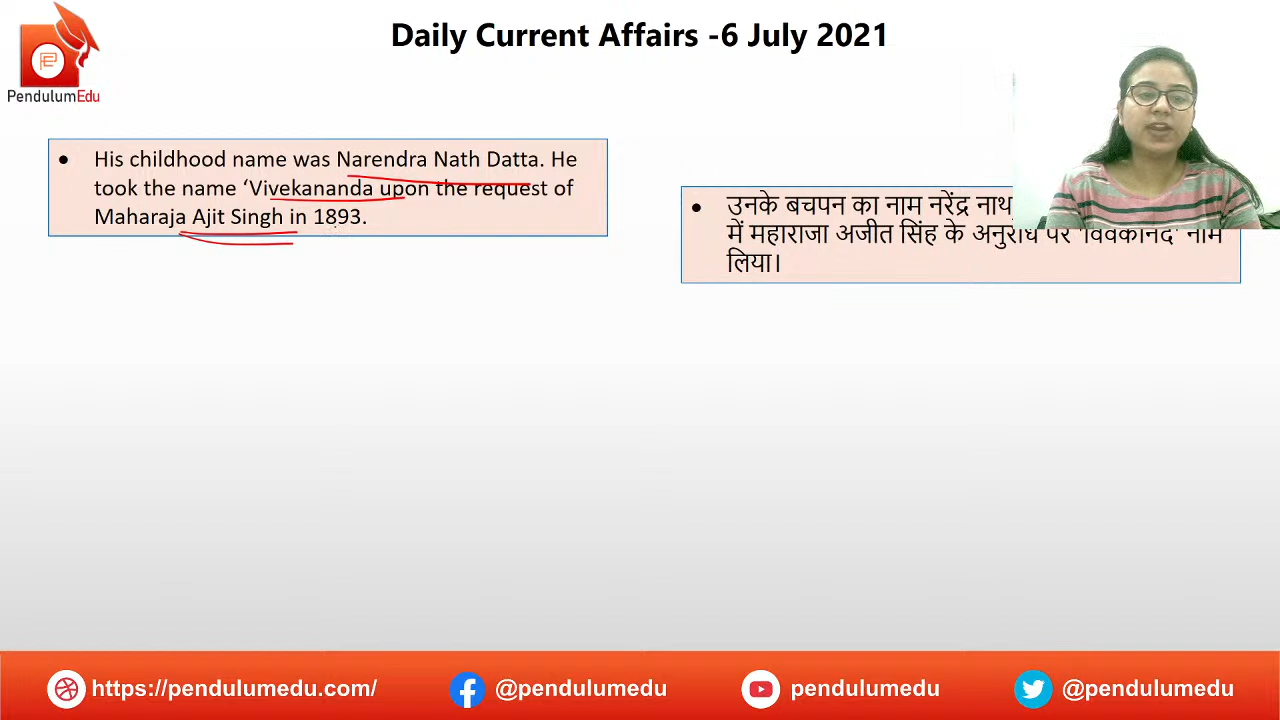 Daily Current Affairs -6 July 2021
PendulumEdu
• His childhood name was Narendra Nath Datta. He
took the name ‘Vivekananda upon the request of
Maharaja Ajit Singh in 1893.
• उनके बचपन का नाम नरेंद्र नाथ
में महाराजा अजीत सिंह के अनुरोध पर नाम
लिया।
https://pendulumedu.com/
@pendulumedu
pendulumedu
@pendulumedu